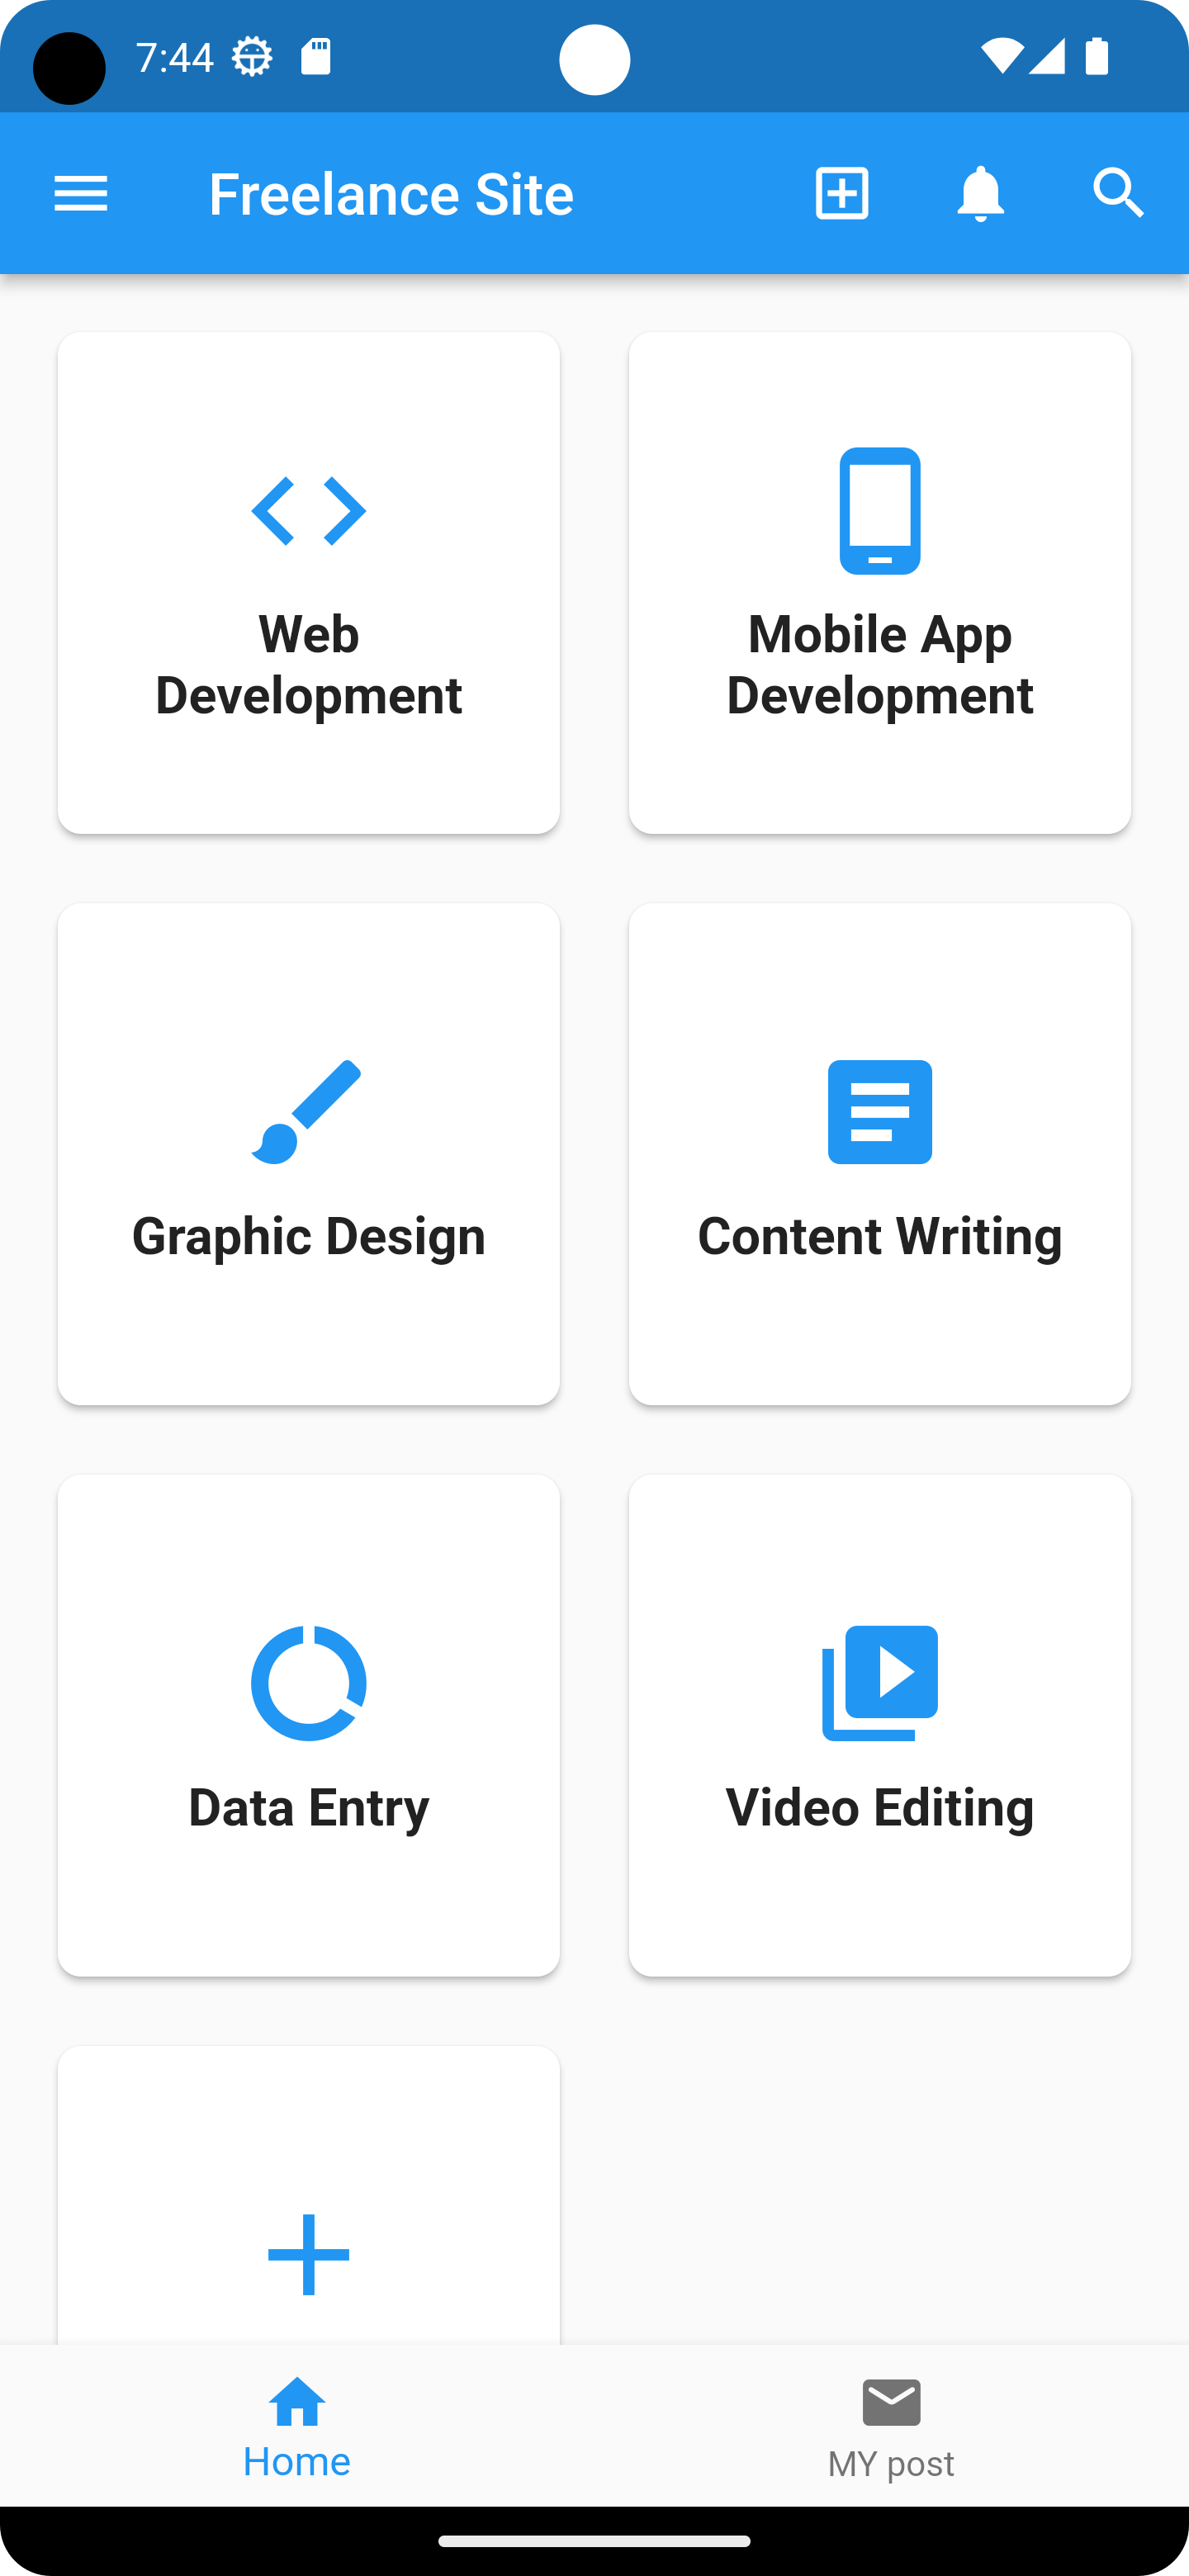 7:44
Freelance Site
Web
Development
Mobile App
Development
Graphic Design
Content Writing
Data Entry
Video Editing
Home
MY post